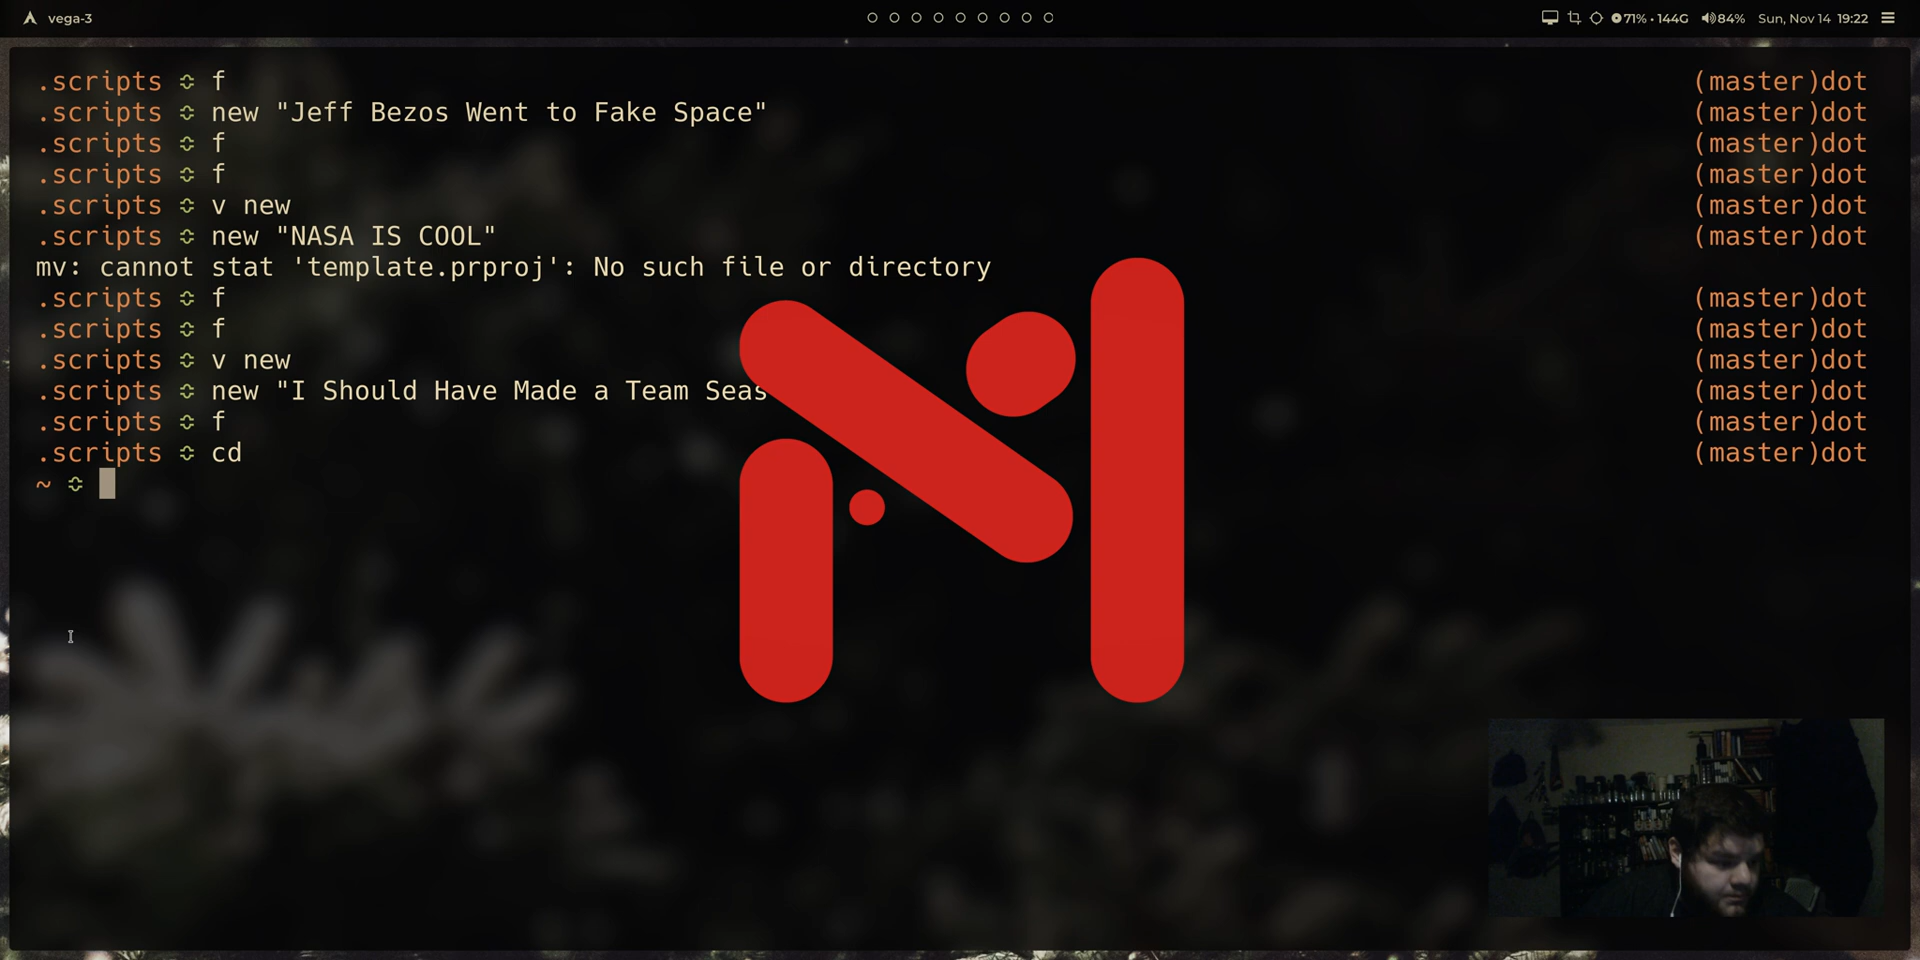 vega-3
71% • 144G 84% Sun, Nov 14 19:22
.scripts f (master)dot
.scripts new "Jeff Bezos Went to Fake Space" (master)dot
.scripts f (master)dot
.scripts f (master)dot
.scripts v new (master)dot
.scripts new "NASA IS COOL" (master)dot
mv: cannot stat 'template.prproj': No such file or directory
.scripts f (master)dot
.scripts f (master)dot
.scripts v new (master)dot
.scripts new "I Should Have Made a Team Seas (master)dot
.scripts f (master)dot
.scripts cd (master)dot
~